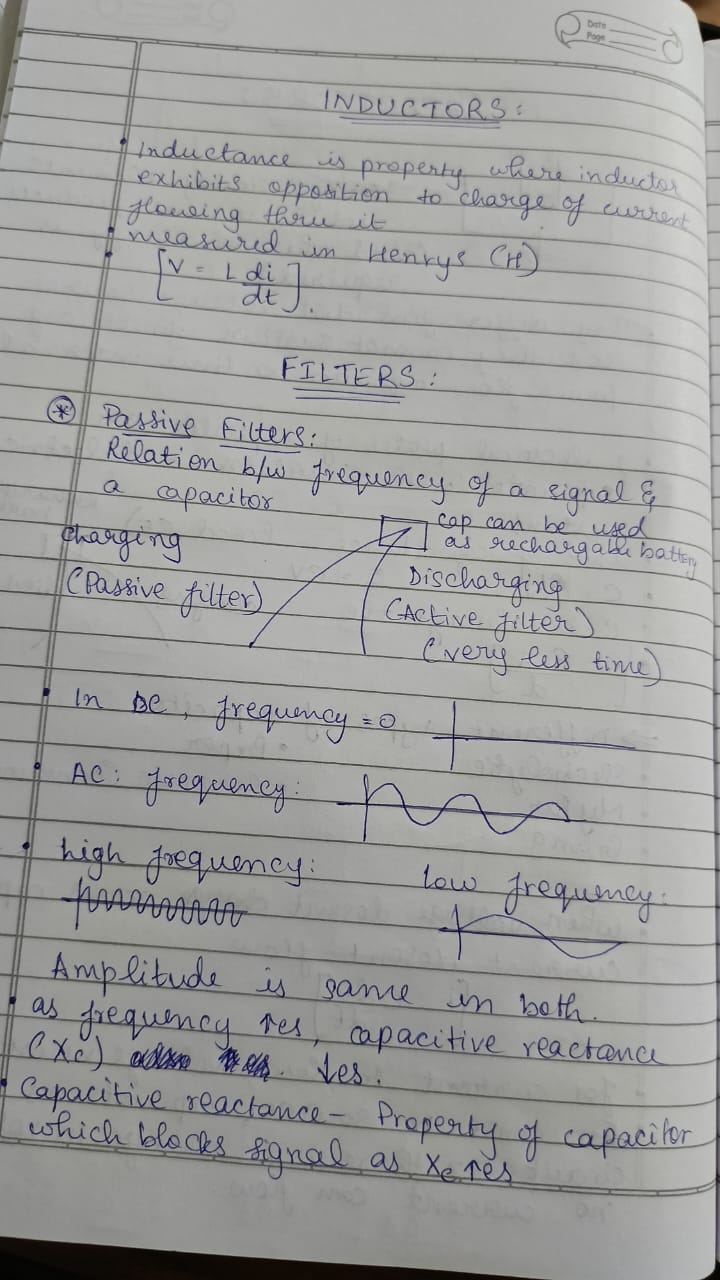 Date
Page
INDUCTORS:
• Inductance is property where inductor
exhibits opposition to charge of current
flowing thru it
• measured in Henrys (H)
• [V = L di/dt].
FILTERS:
* Passive Filters:
Relation b/w frequency of a signal &
a capacitor
cap can be used
as rechargable battery
charging
(Passive filter)
Discharging
(Active filter)
(very less time)
• In DC, frequency = 0
• AC: frequency:
• high frequency:
Low frequency:
Amplitude is same in both.
• as frequency ↑es, capacitive reactance
(Xc) ↓es.
• Capacitive reactance - Property of capacitor
which blocks signal as Xc ↑es